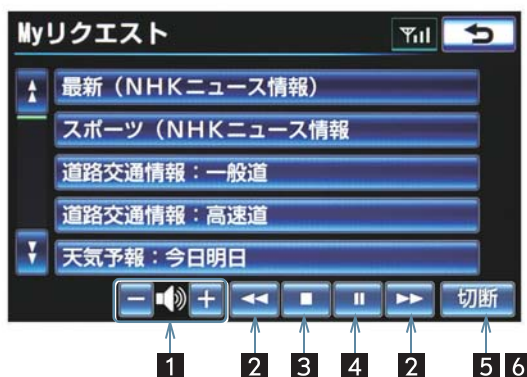 Myリクエスト
最新(NHKニュース情報)
スポーツ(NHKニュース情報
道路交通情報:一般道
道路交通情報:高速道
天気予報:今日明日
− + 切断
1 2 3 4 2 5 6